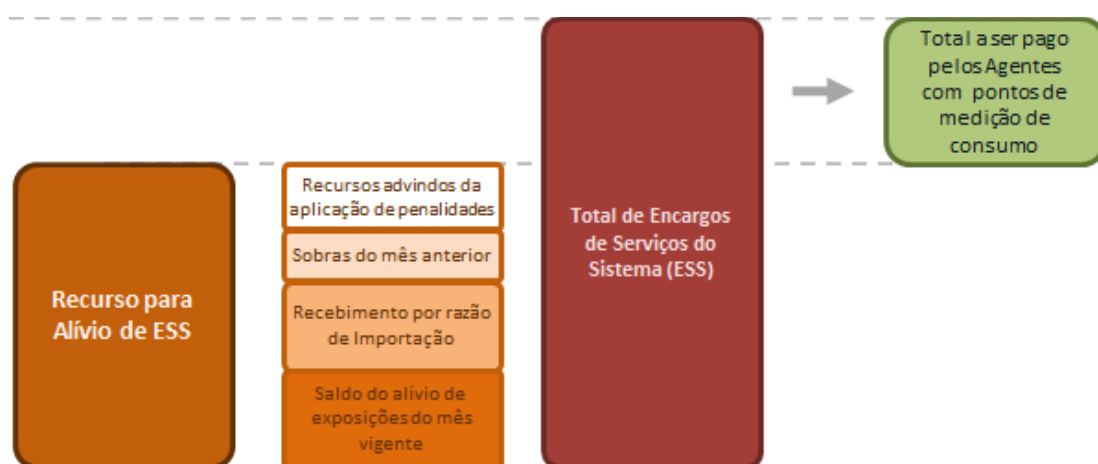 Recurso para
Alívio de ESS
Recursos advindos da
aplicação de penalidades
Sobras do mês anterior
Recebimento por razão
de Importação
Saldo do alívio de
exposições do mês
vigente
Total de Encargos
de Serviços do
Sistema (ESS)
Total a ser pago
pelos Agentes
com pontos de
medição de
consumo